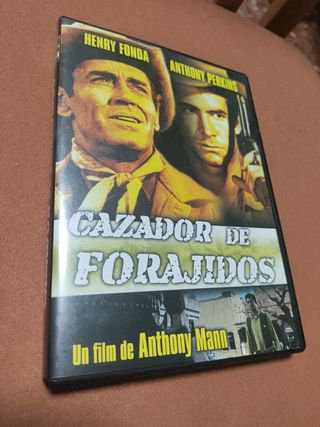 HENRY FONDA ANTHONY PERKINS
CAZADOR DE
FORAJIDOS
Un film de Anthony Mann